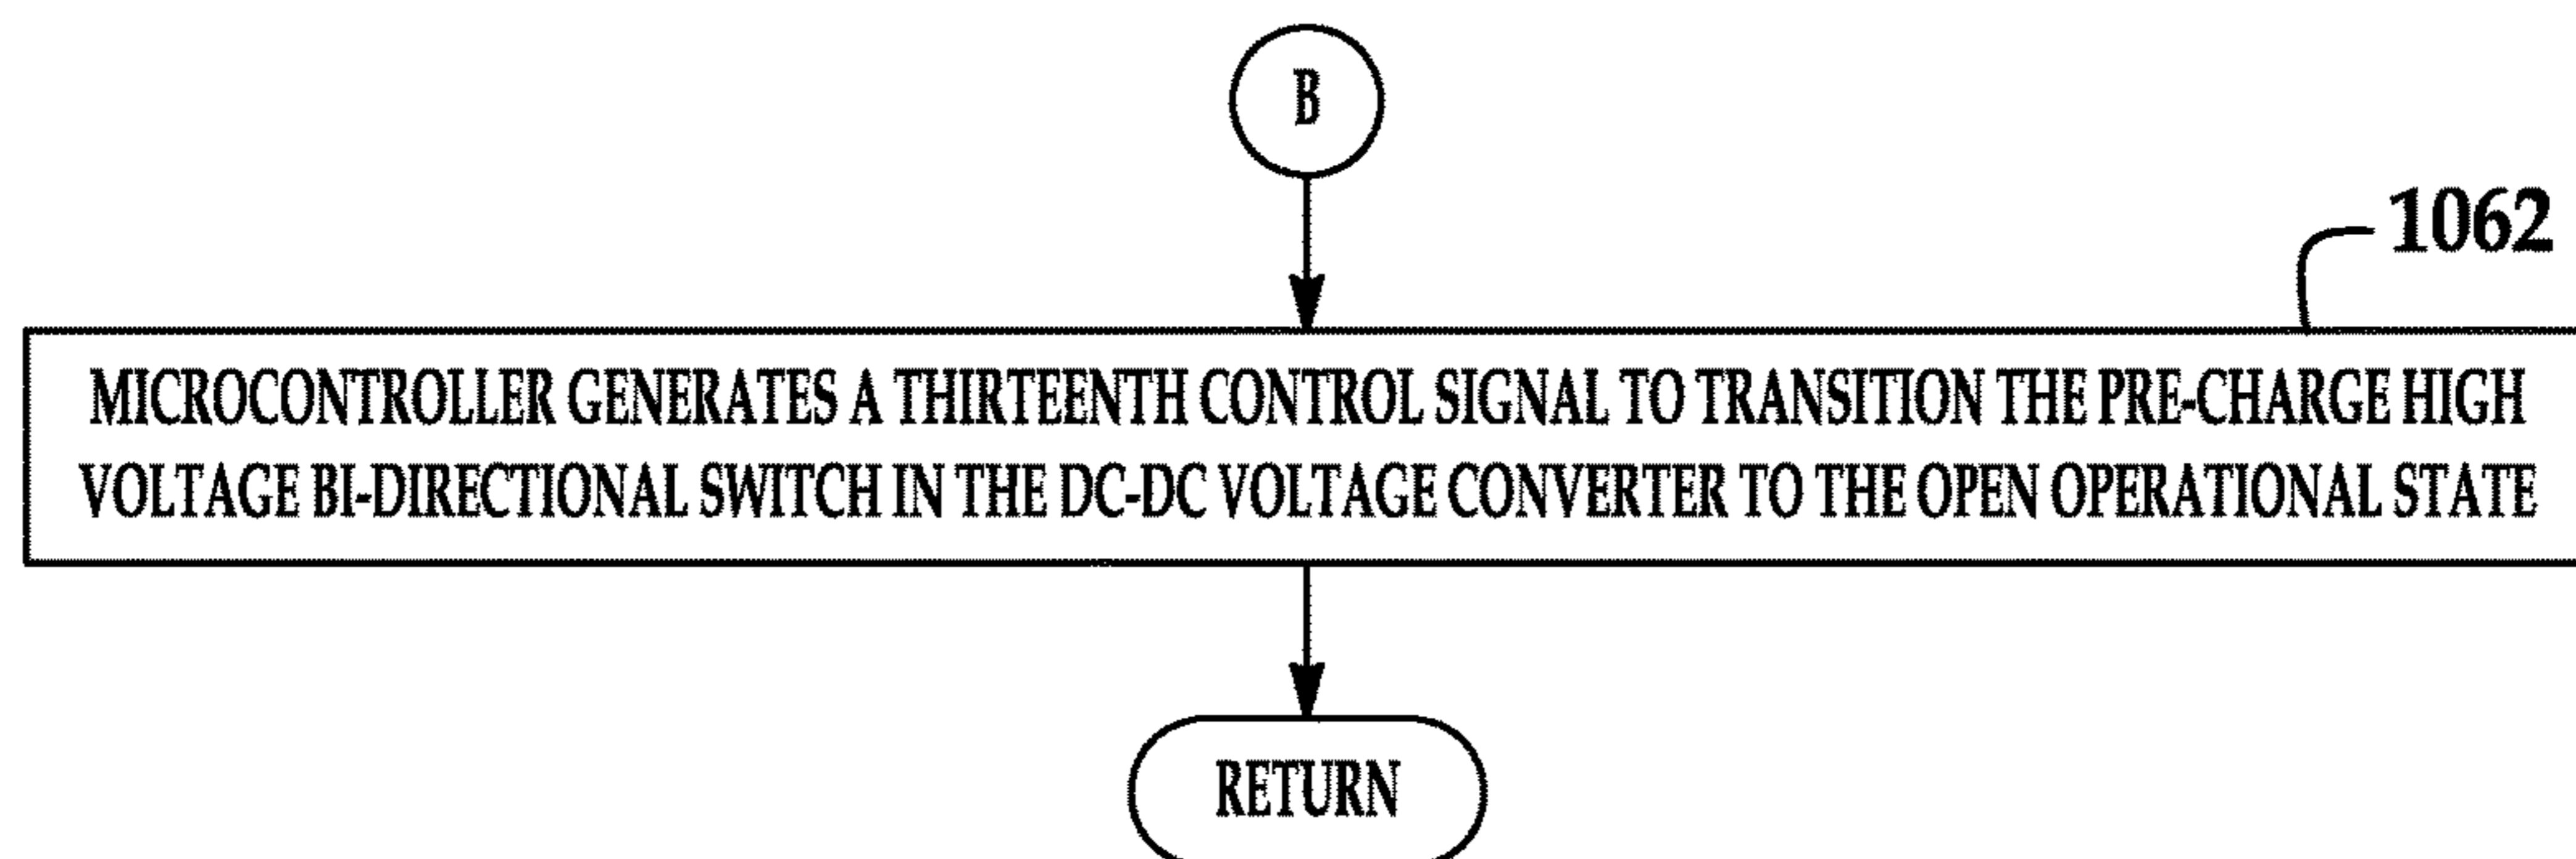 B
1062
MICROCONTROLLER GENERATES A THIRTEENTH CONTROL SIGNAL TO TRANSITION THE PRE-CHARGE HIGH
VOLTAGE BI-DIRECTIONAL SWITCH IN THE DC-DC VOLTAGE CONVERTER TO THE OPEN OPERATIONAL STATE
RETURN